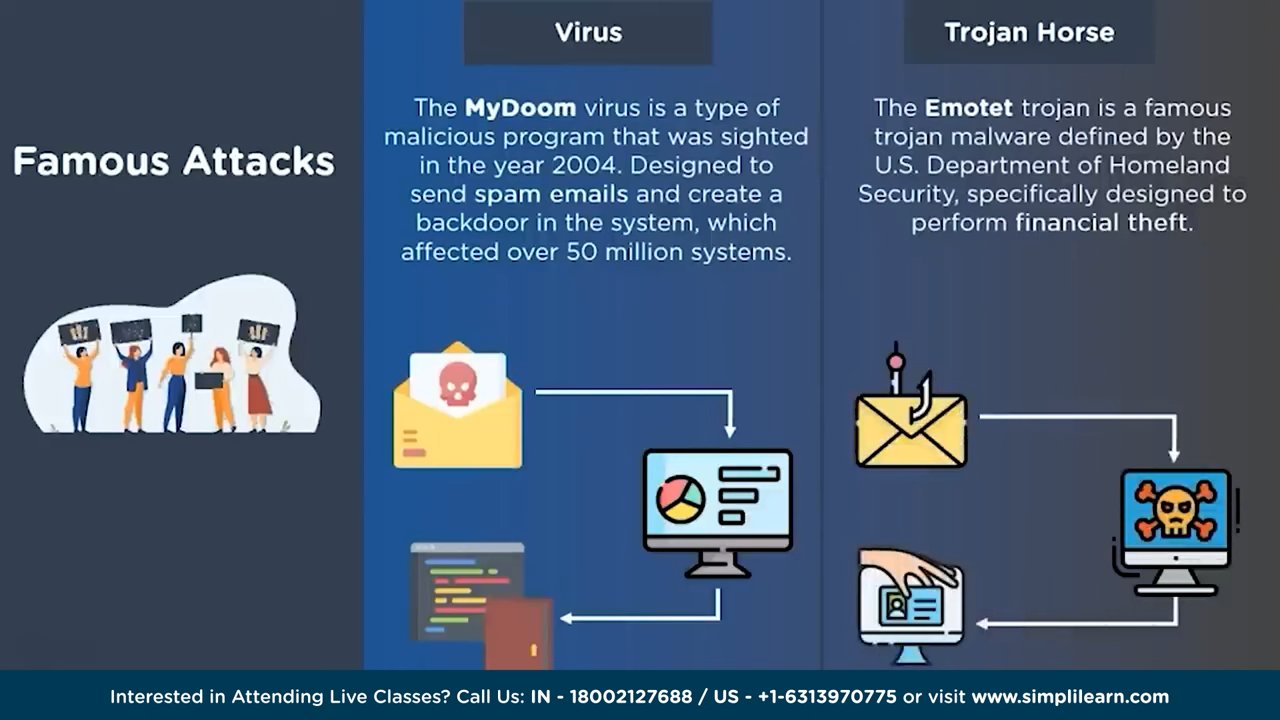 Famous Attacks
Virus
The MyDoom virus is a type of
malicious program that was sighted
in the year 2004. Designed to
send spam emails and create a
backdoor in the system, which
affected over 50 million systems.
Trojan Horse
The Emotet trojan is a famous
trojan malware defined by the
U.S. Department of Homeland
Security, specifically designed to
perform financial theft.
Interested in Attending Live Classes? Call Us: IN - 18002127688 / US - +1-6313970775 or visit www.simplilearn.com